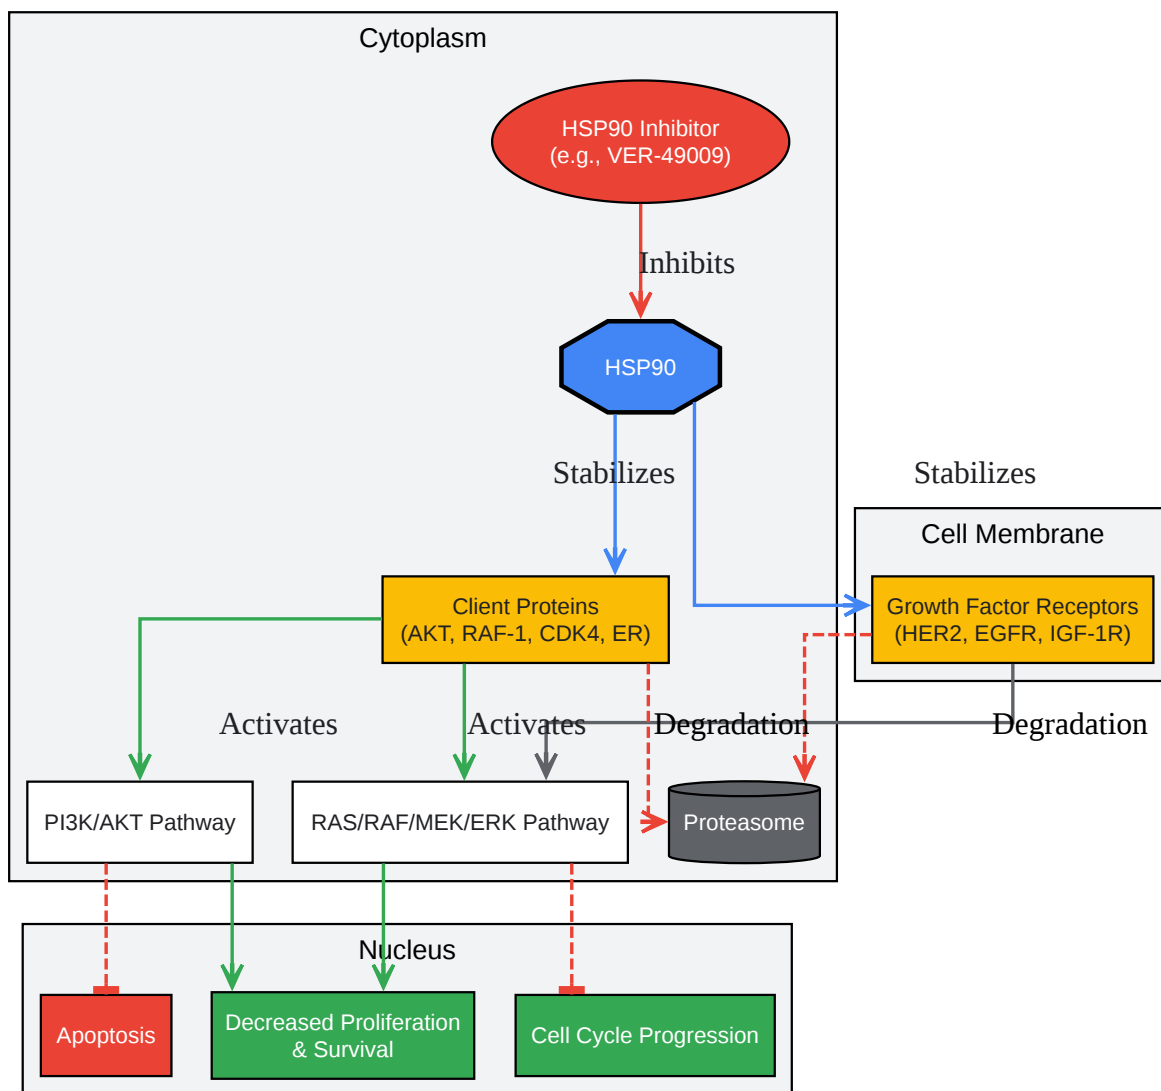 Cytoplasm
HSP90 Inhibitor
(e.g., VER-49009)
Inhibits
HSP90
Stabilizes
Stabilizes
Cell Membrane
Client Proteins
(AKT, RAF-1, CDK4, ER)
Growth Factor Receptors
(HER2, EGFR, IGF-1R)
Activates
Activates
Degradation
Degradation
PI3K/AKT Pathway
RAS/RAF/MEK/ERK Pathway
Proteasome
Nucleus
Apoptosis
Decreased Proliferation
& Survival
Cell Cycle Progression